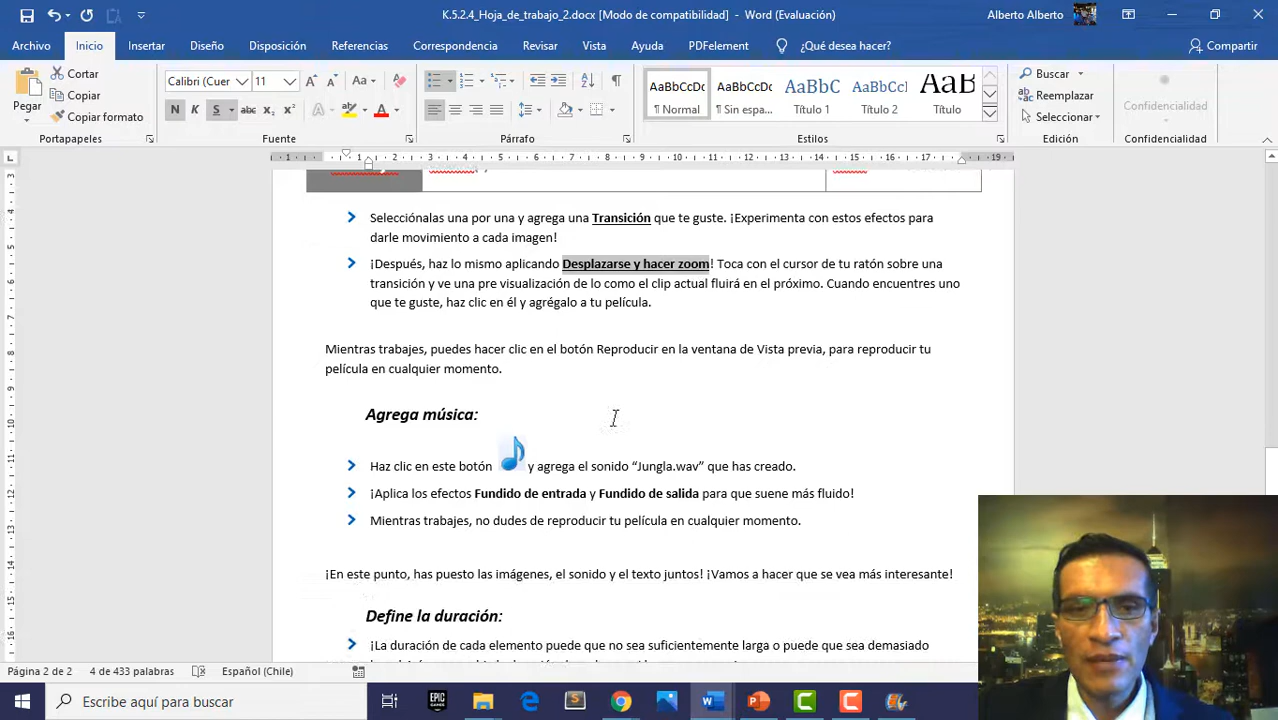 K.5.2.4_Hoja_de_trabajo_2.docx [Modo de compatibilidad] - Word (Evaluación)
Alberto Alberto
Archivo Inicio Insertar Diseño Disposición Referencias Correspondencia Revisar Vista Ayuda PDFelement ¿Qué desea hacer? Compartir
Pegar
Cortar
Copiar
Copiar formato
Portapapeles
Calibri (Cuer 11
N K S abc
Fuente
Párrafo
AaBbCcDc AaBbCcDc AaBbC AaBbCcI AaBbC
¶ Normal ¶ Sin espa... Título 1 Título 2 Título
Estilos
Buscar
Reemplazar
Seleccionar
Edición
Confidencialidad
Confidencialidad
Selecciónalas una por una y agrega una Transición que te guste. ¡Experimenta con estos efectos para
darle movimiento a cada imagen!
¡Después, haz lo mismo aplicando Desplazarse y hacer zoom! Toca con el cursor de tu ratón sobre una
transición y ve una pre visualización de lo como el clip actual fluirá en el próximo. Cuando encuentres uno
que te guste, haz clic en él y agrégalo a tu película.
Mientras trabajes, puedes hacer clic en el botón Reproducir en la ventana de Vista previa, para reproducir tu
película en cualquier momento.
Agrega música:
Haz clic en este botón y agrega el sonido “Jungla.wav” que has creado.
¡Aplica los efectos Fundido de entrada y Fundido de salida para que suene más fluido!
Mientras trabajes, no dudes de reproducir tu película en cualquier momento.
¡En este punto, has puesto las imágenes, el sonido y el texto juntos! ¡Vamos a hacer que se vea más interesante!
Define la duración:
¡La duración de cada elemento puede que no sea suficientemente larga o puede que sea demasiado
Página 2 de 2 4 de 433 palabras Español (Chile)
Escribe aquí para buscar